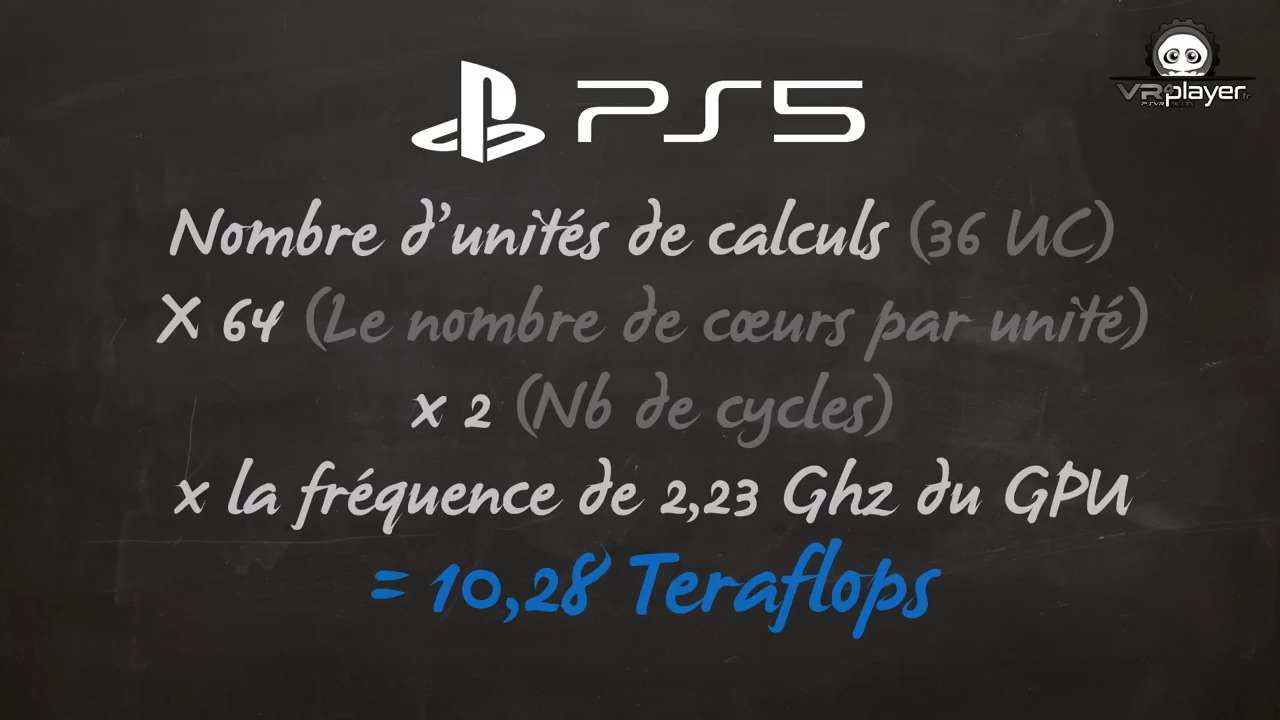 VR4player.fr
PS5
Nombre d'unités de calculs (36 UC)
X 64 (Le nombre de cœurs par unité)
x 2 (Nb de cycles)
x la fréquence de 2,23 Ghz du GPU
= 10,28 Teraflops